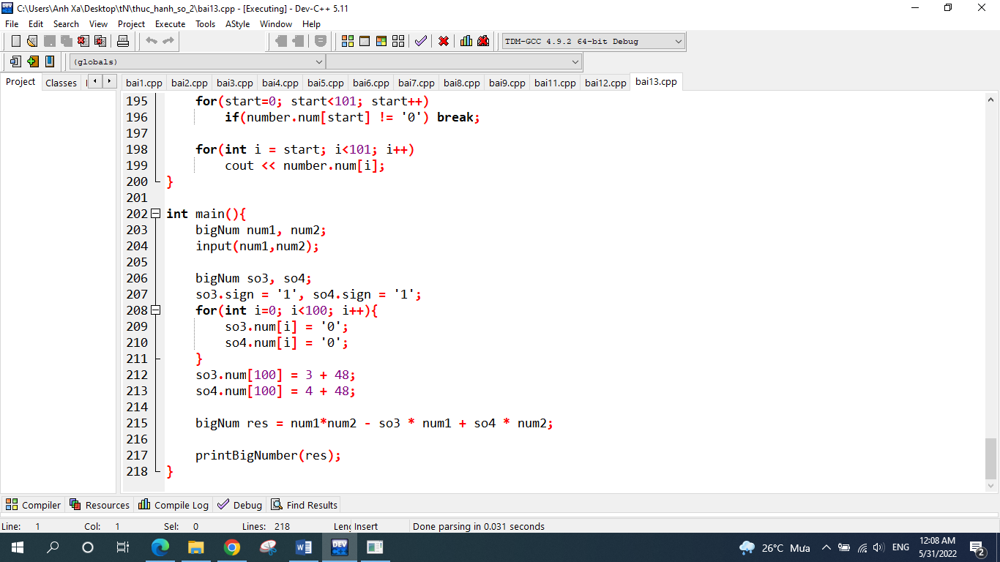 C:\Users\Anh Xa\Desktop\tN\thuc_hanh_so_2\bai13.cpp - [Executing] - Dev-C++ 5.11
File Edit Search View Project Execute Tools AStyle Window Help
TDM-GCC 4.9.2 64-bit Debug
(globals)
Project Classes bai1.cpp bai2.cpp bai3.cpp bai4.cpp bai5.cpp bai6.cpp bai7.cpp bai8.cpp bai9.cpp bai11.cpp bai12.cpp bai13.cpp
195 for(start=0; start<101; start++)
196 if(number.num[start] != '0') break;
197
198 for(int i = start; i<101; i++)
199 cout << number.num[i];
200 }
201
202 int main(){
203 bigNum num1, num2;
204 input(num1,num2);
205
206 bigNum so3, so4;
207 so3.sign = '1', so4.sign = '1';
208 for(int i=0; i<100; i++){
209 so3.num[i] = '0';
210 so4.num[i] = '0';
211 }
212 so3.num[100] = 3 + 48;
213 so4.num[100] = 4 + 48;
214
215 bigNum res = num1*num2 - so3 * num1 + so4 * num2;
216
217 printBigNumber(res);
218 }
Compiler Resources Compile Log Debug Find Results
Line: 1 Col: 1 Sel: 0 Lines: 218 Insert Done parsing in 0.031 seconds
DEV 26°C Mưa ENG 12:08 AM
5/31/2022 2